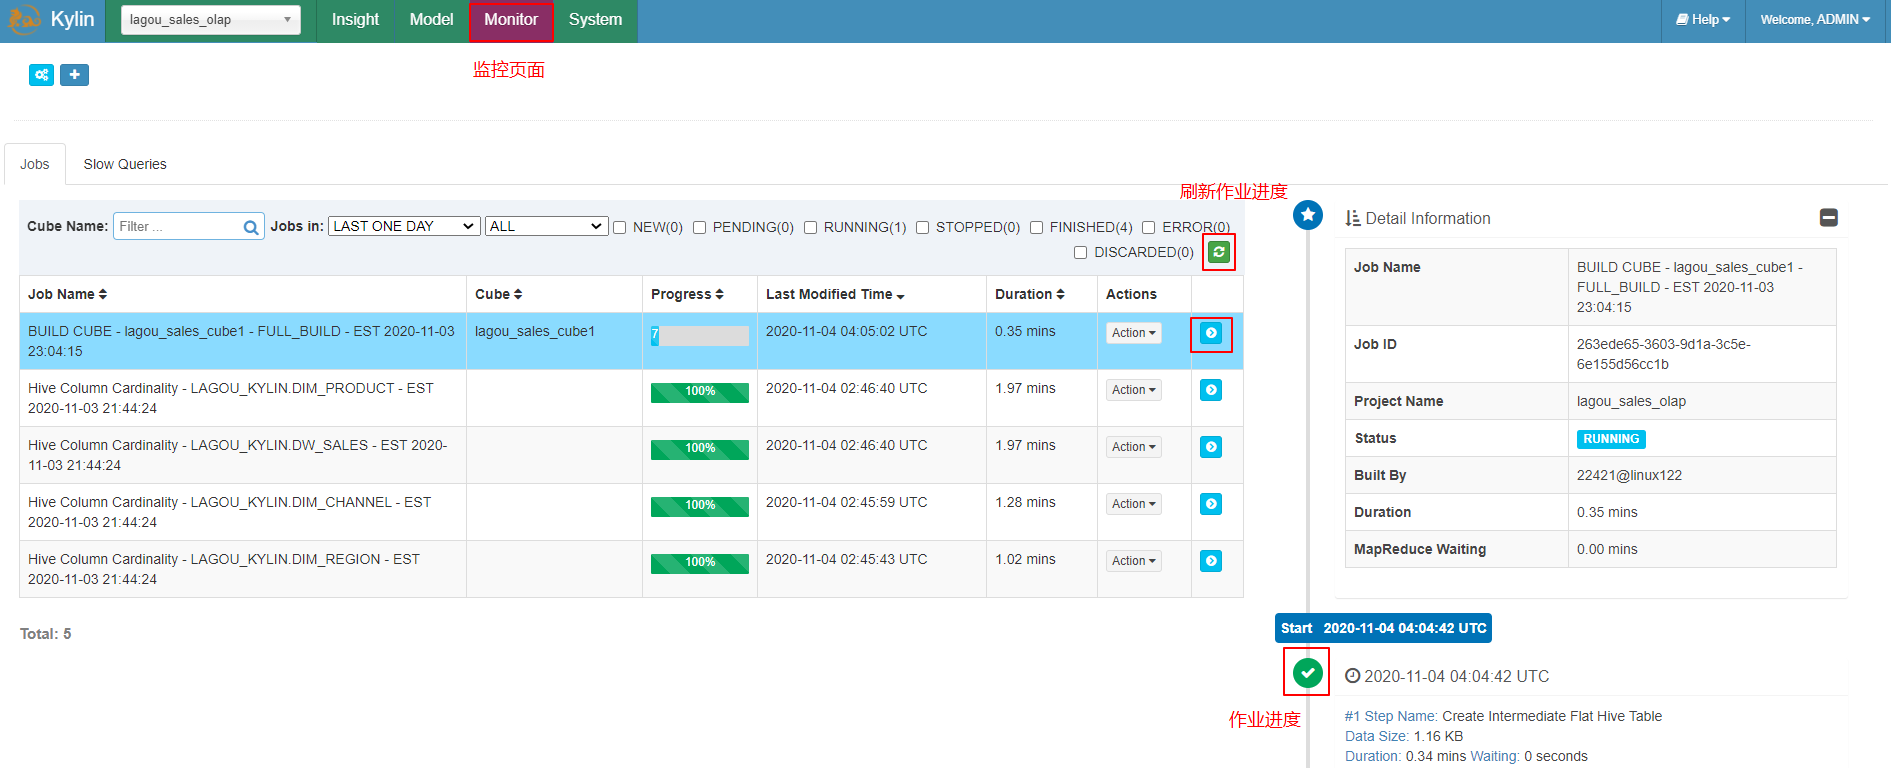 Kylin
lagou_sales_olap
Insight
Model
Monitor
System
Help
Welcome, ADMIN
监控页面
Jobs
Slow Queries
刷新作业进度
Cube Name: Filter ... Jobs in: LAST ONE DAY ALL NEW(0) PENDING(0) RUNNING(1) STOPPED(0) FINISHED(4) ERROR(0)
DISCARDED(0)
Job Name Cube Progress Last Modified Time Duration Actions
BUILD CUBE - lagou_sales_cube1 - FULL_BUILD - EST 2020-11-03
23:04:15
lagou_sales_cube1
7
2020-11-04 04:05:02 UTC
0.35 mins
Action
Hive Column Cardinality - LAGOU_KYLIN.DIM_PRODUCT - EST
2020-11-03 21:44:24
100%
2020-11-04 02:46:40 UTC
1.97 mins
Action
Hive Column Cardinality - LAGOU_KYLIN.DW_SALES - EST 2020-
11-03 21:44:24
100%
2020-11-04 02:46:40 UTC
1.97 mins
Action
Hive Column Cardinality - LAGOU_KYLIN.DIM_CHANNEL - EST
2020-11-03 21:44:24
100%
2020-11-04 02:45:59 UTC
1.28 mins
Action
Hive Column Cardinality - LAGOU_KYLIN.DIM_REGION - EST
2020-11-03 21:44:24
100%
2020-11-04 02:45:43 UTC
1.02 mins
Action
Total: 5
Detail Information
Job Name
BUILD CUBE - lagou_sales_cube1 -
FULL_BUILD - EST 2020-11-03
23:04:15
Job ID
263ede65-3603-9d1a-3c5e-
6e155d56cc1b
Project Name
lagou_sales_olap
Status
RUNNING
Built By
22421@linux122
Duration
0.35 mins
MapReduce Waiting
0.00 mins
Start 2020-11-04 04:04:42 UTC
2020-11-04 04:04:42 UTC
作业进度
#1 Step Name: Create Intermediate Flat Hive Table
Data Size: 1.16 KB
Duration: 0.34 mins Waiting: 0 seconds